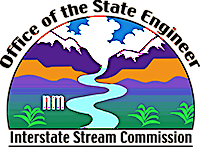 Office of the State Engineer
nm
Interstate Stream Commission